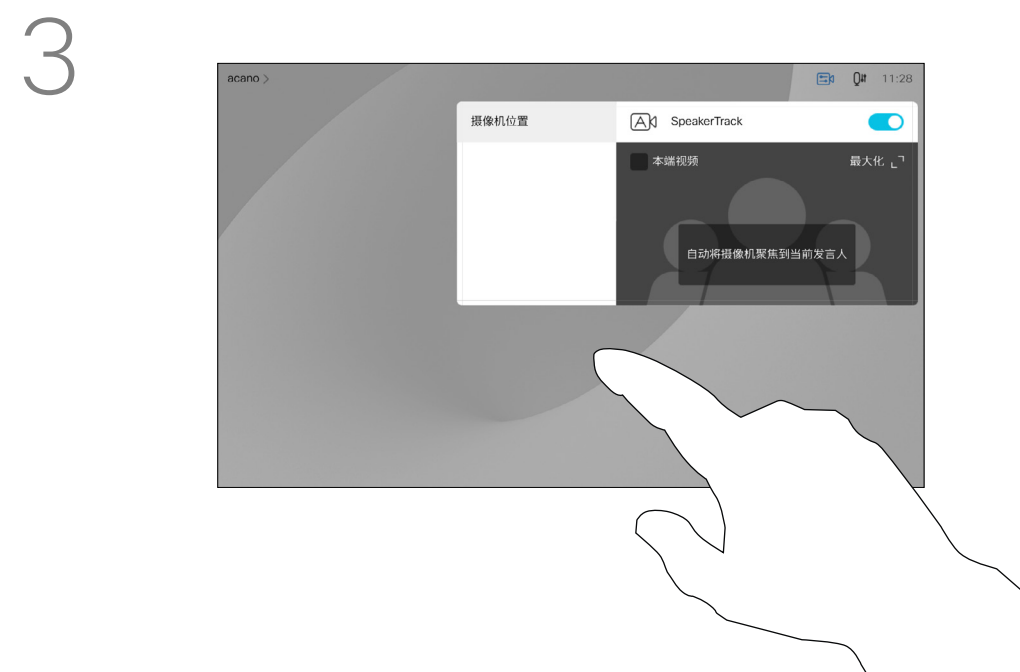 3
acano >
11:28
摄像机位置
SpeakerTrack
本端视频
最大化
自动将摄像机聚焦到当前发言人